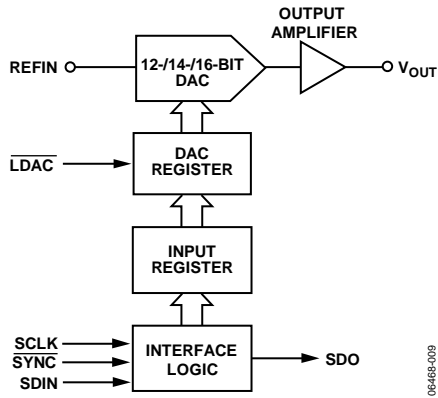 OUTPUT
AMPLIFIER
REFIN
12-/14-/16-BIT
DAC
VOUT
LDAC
DAC
REGISTER
INPUT
REGISTER
SCLK
SYNC
SDIN
INTERFACE
LOGIC
SDO
06468-009